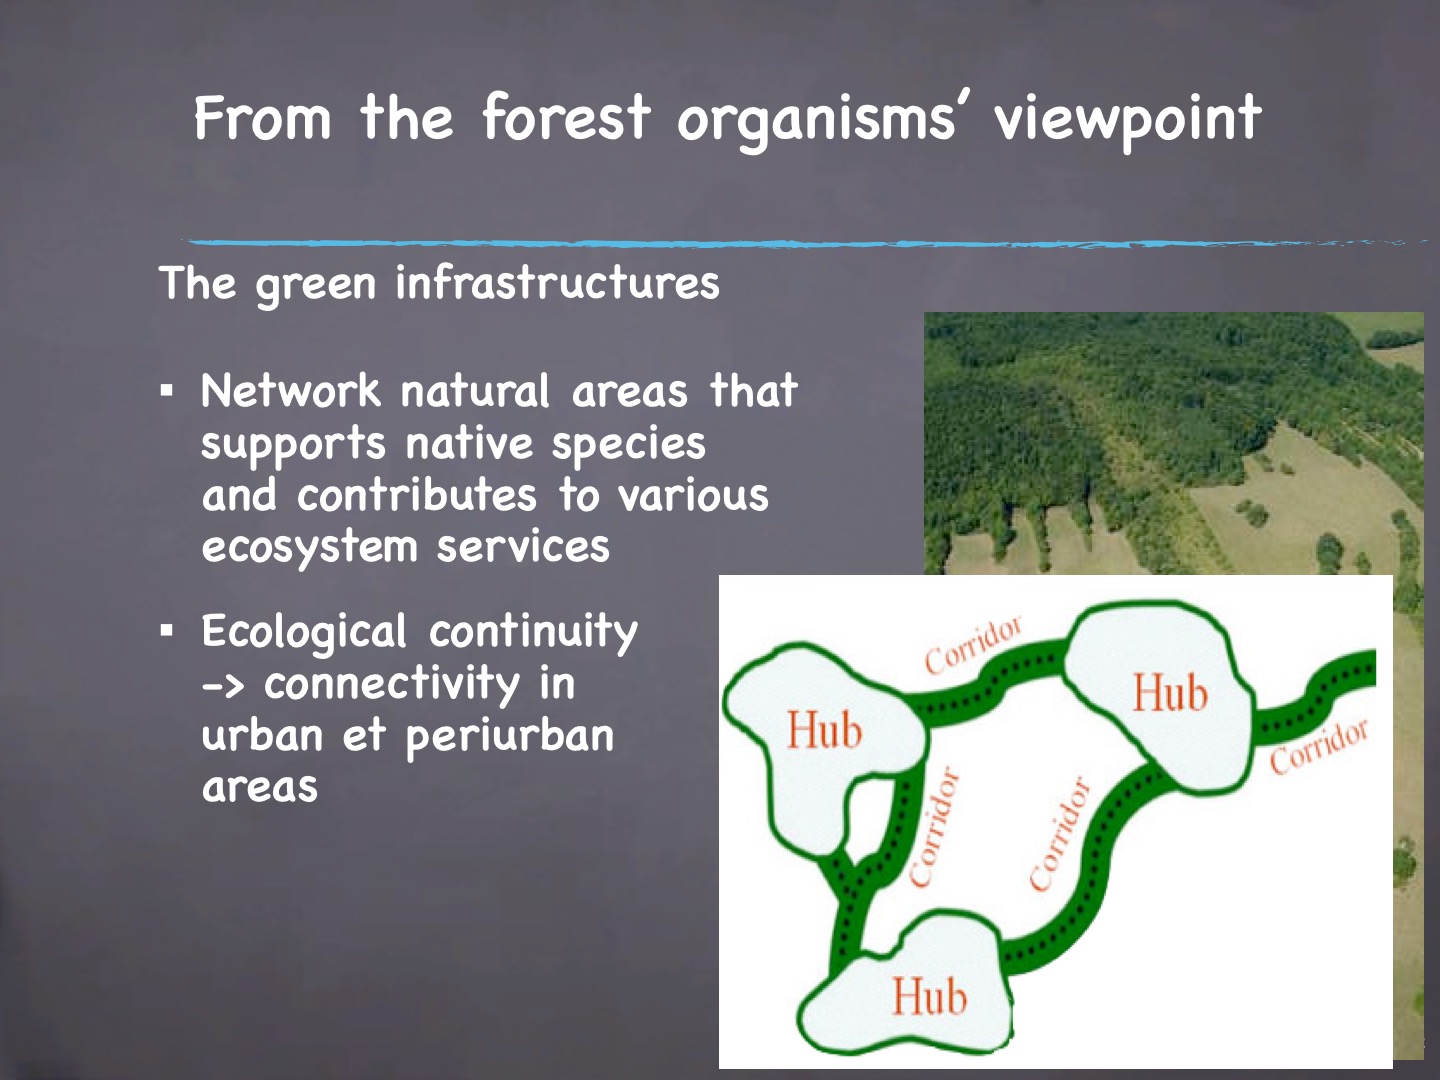 From the forest organisms’ viewpoint
The green infrastructures
▪ Network natural areas that
supports native species
and contributes to various
ecosystem services
▪ Ecological continuity
-> connectivity in
urban et periurban
areas
Corridor
Hub
Hub
Corridor
Corridor
Corridor
Hub